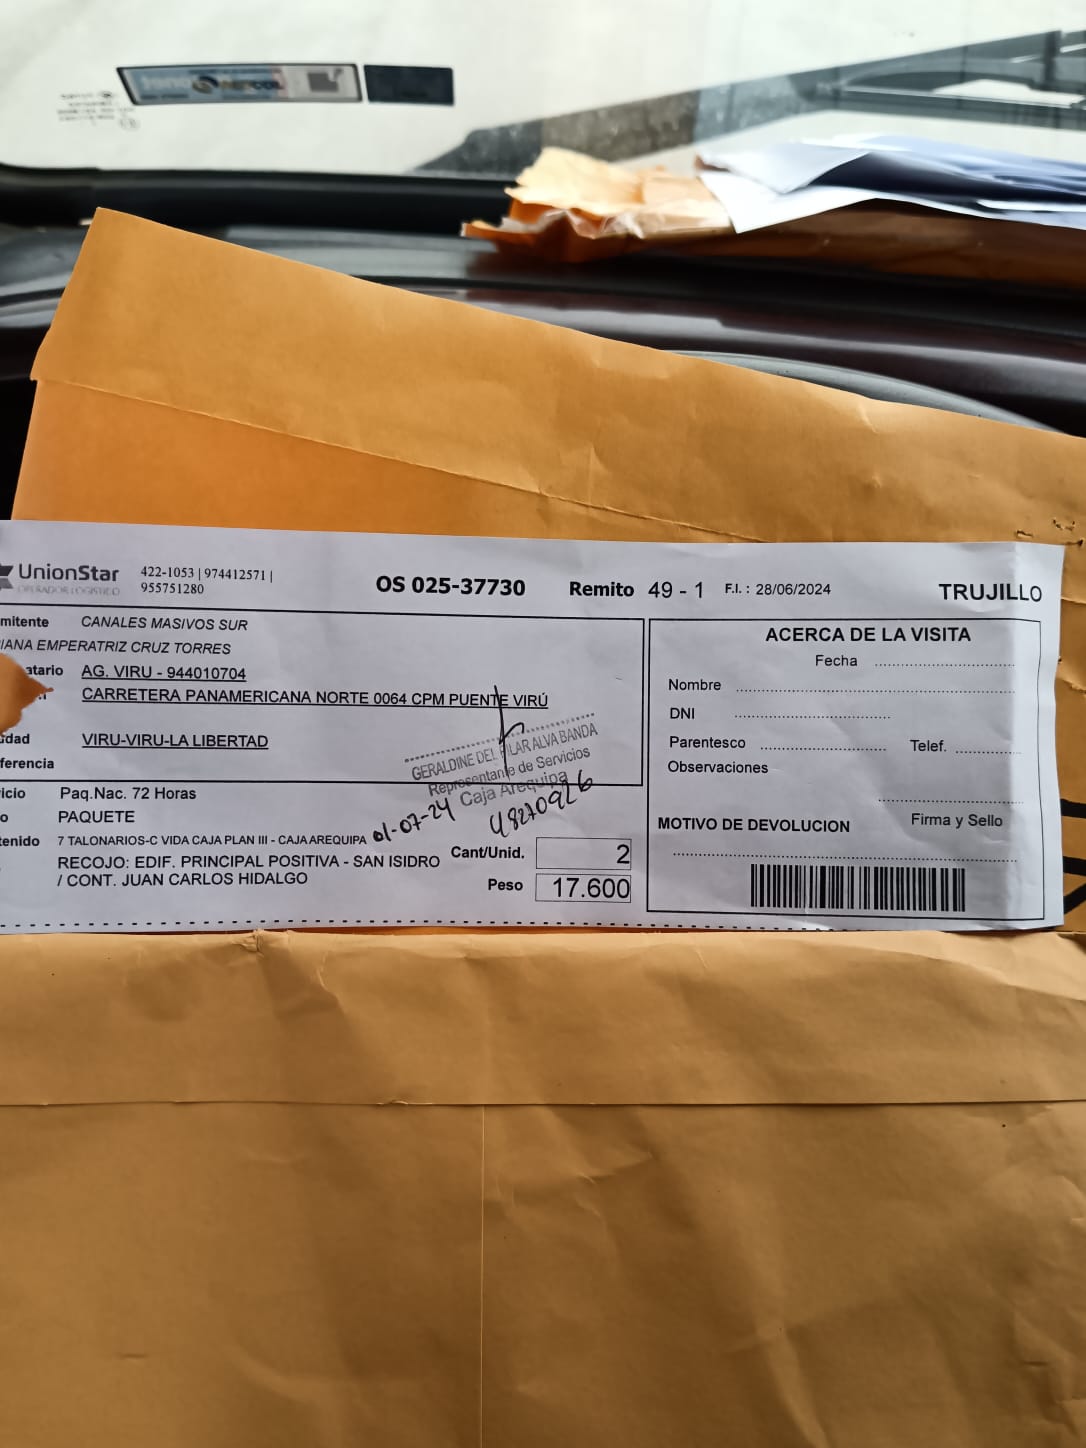 UnionStar
OPERADOR LOGISTICO
422-1053 | 974412571 |
955751280
OS 025-37730
Remito 49 - 1
F.I. : 28/06/2024
TRUJILLO
mitente CANALES MASIVOS SUR
IANA EMPERATRIZ CRUZ TORRES
atario AG. VIRU - 944010704
CARRETERA PANAMERICANA NORTE 0064 CPM PUENTE VIRÚ
dad VIRU-VIRU-LA LIBERTAD
ferencia
GERALDINE DEL PILAR ALVA BANDA
Representante de Servicios
Caja Arequipa
01-07-24
48270926
icio Paq.Nac. 72 Horas
o PAQUETE
tenido 7 TALONARIOS-C VIDA CAJA PLAN III - CAJA AREQUIPA
RECOJO: EDIF. PRINCIPAL POSITIVA - SAN ISIDRO
/ CONT. JUAN CARLOS HIDALGO
Cant/Unid. 2
Peso 17.600
ACERCA DE LA VISITA
Fecha
Nombre
DNI
Parentesco Telef.
Observaciones
Firma y Sello
MOTIVO DE DEVOLUCION